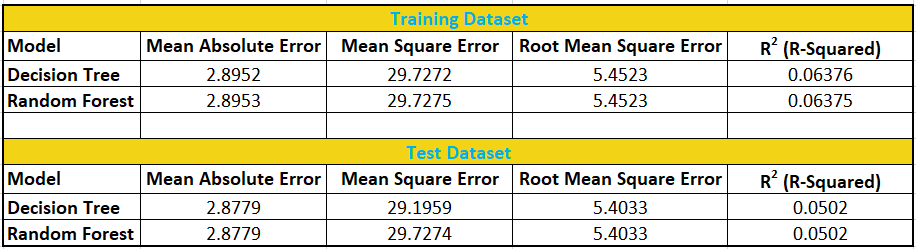 Training Dataset
Model Mean Absolute Error Mean Square Error Root Mean Square Error R² (R-Squared)
Decision Tree 2.8952 29.7272 5.4523 0.06376
Random Forest 2.8953 29.7275 5.4523 0.06375
Test Dataset
Model Mean Absolute Error Mean Square Error Root Mean Square Error R² (R-Squared)
Decision Tree 2.8779 29.1959 5.4033 0.0502
Random Forest 2.8779 29.7274 5.4033 0.0502